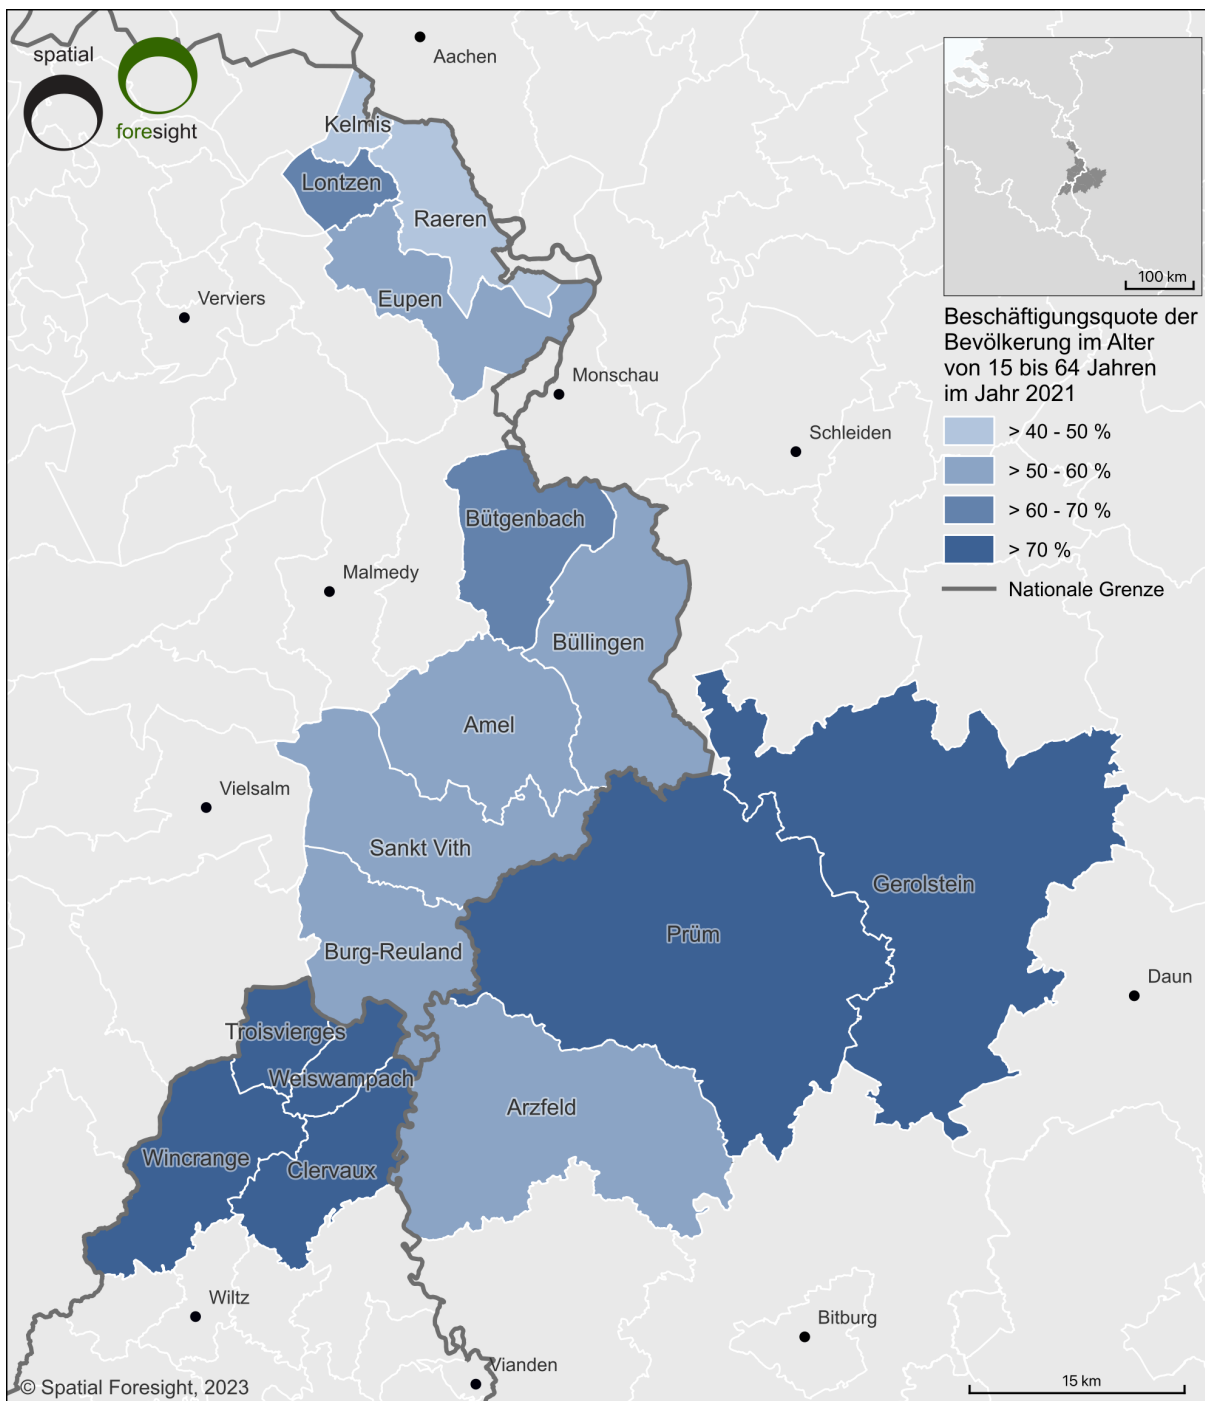 spatial
foresight
Aachen
Kelmis
Lontzen
Raeren
Verviers
Eupen
100 km
Beschäftigungsquote der
Bevölkerung im Alter
von 15 bis 64 Jahren
im Jahr 2021
> 40 - 50 %
> 50 - 60 %
> 60 - 70 %
> 70 %
Nationale Grenze
Monschau
Schleiden
Bütgenbach
Malmedy
Büllingen
Amel
Vielsalm
Sankt Vith
Gerolstein
Prüm
Burg-Reuland
Daun
Troisvierges
Weiswampach
Arzfeld
Wincrange
Clervaux
Wiltz
Bitburg
Vianden
© Spatial Foresight, 2023
15 km